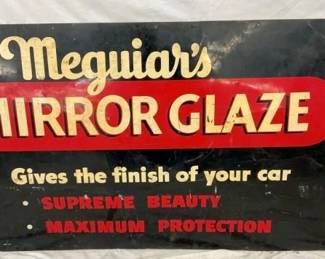 Meguiar's
MIRROR GLAZE
Gives the finish of your car
• SUPREME BEAUTY
• MAXIMUM PROTECTION